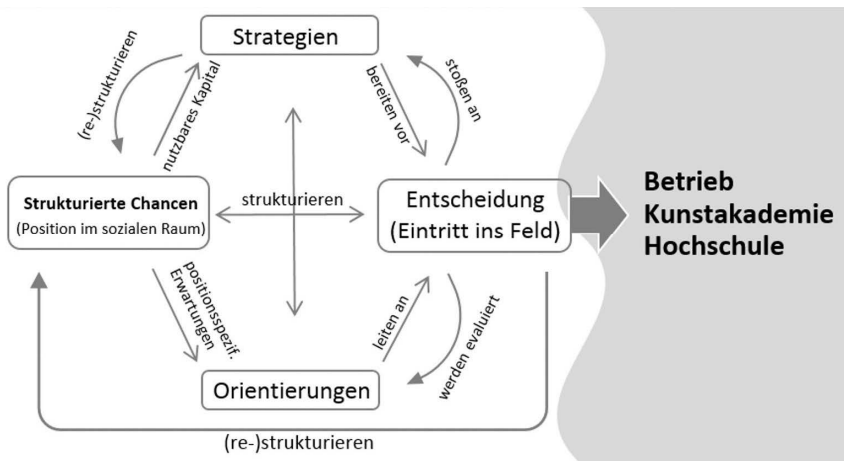 Strategien
(re-)strukturieren
nutzbares Kapital
bereiten vor
stoßen an
Strukturierte Chancen
(Position im sozialen Raum)
strukturieren
Entscheidung
(Eintritt ins Feld)
Betrieb
Kunstakademie
Hochschule
positionsspezif.
Erwartungen
leiten an
werden evaluiert
Orientierungen
(re-)strukturieren